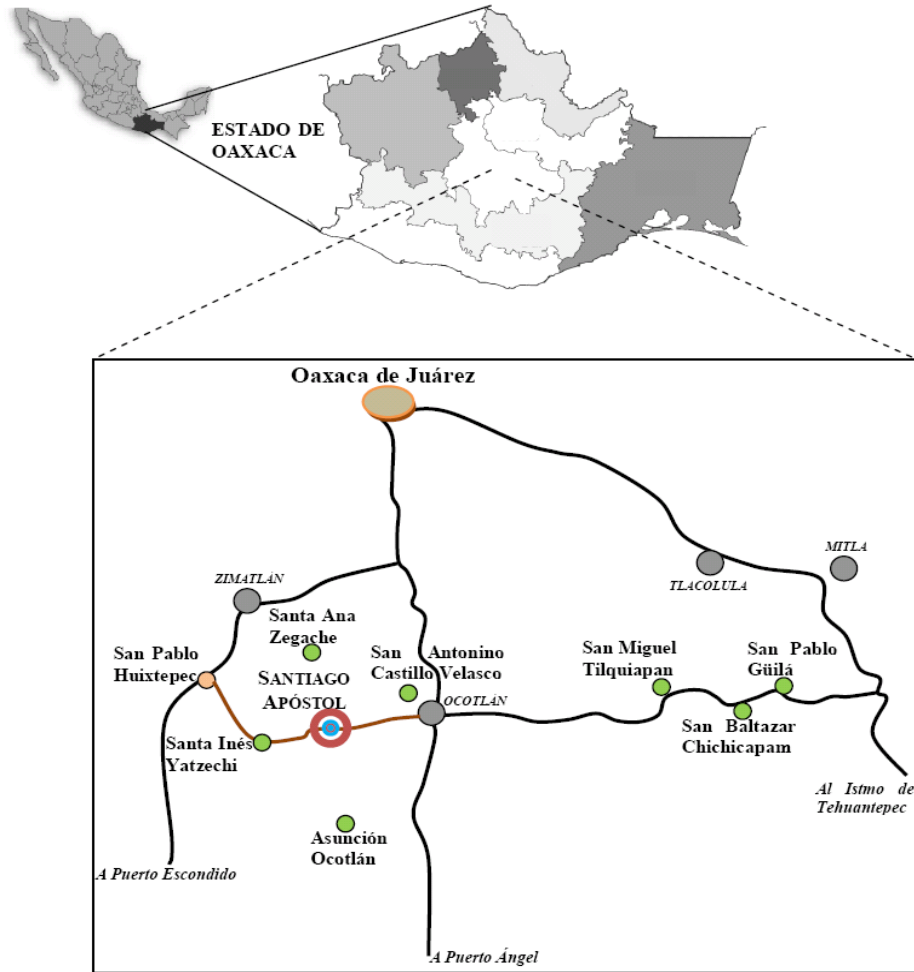 ESTADO DE
OAXACA
Oaxaca de Juárez
MITLA
TLACOLULA
ZIMATLÁN
Santa Ana
Zegache
San Pablo
Huixtepec
San Antonino
Castillo Velasco
SANTIAGO
APÓSTOL
OCOTLÁN
San Miguel
Tilquiapan
San Pablo
Güilá
San Baltazar
Chichicapam
Santa Inés
Yatzechi
Al Istmo de
Tehuantepec
Asunción
Ocotlán
A Puerto Escondido
A Puerto Ángel